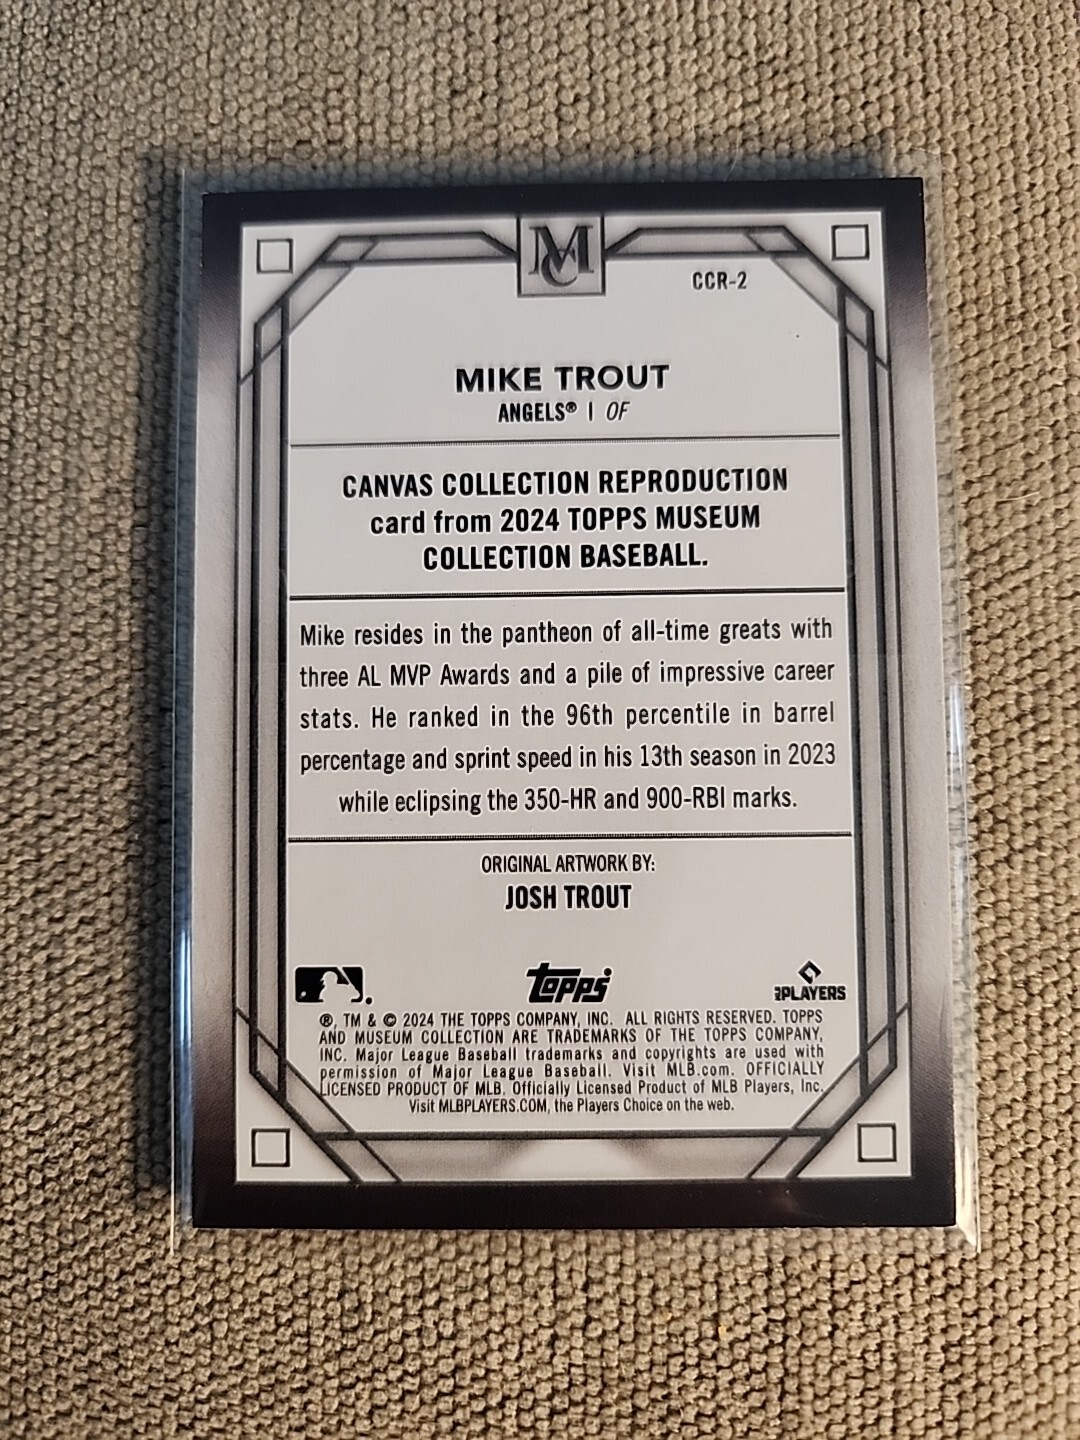 MC
CCR-2
MIKE TROUT
ANGELS® | OF
CANVAS COLLECTION REPRODUCTION
card from 2024 TOPPS MUSEUM
COLLECTION BASEBALL.
Mike resides in the pantheon of all-time greats with
three AL MVP Awards and a pile of impressive career
stats. He ranked in the 96th percentile in barrel
percentage and sprint speed in his 13th season in 2023
while eclipsing the 350-HR and 900-RBI marks.
ORIGINAL ARTWORK BY:
JOSH TROUT
topps
PLAYERS
®, TM & © 2024 THE TOPPS COMPANY, INC. ALL RIGHTS RESERVED. TOPPS
AND MUSEUM COLLECTION ARE TRADEMARKS OF THE TOPPS COMPANY,
INC. Major League Baseball trademarks and copyrights are used with
permission of Major League Baseball. Visit MLB.com. OFFICIALLY
LICENSED PRODUCT OF MLB. Officially Licensed Product of MLB Players, Inc.
Visit MLBPLAYERS.COM, the Players Choice on the web.